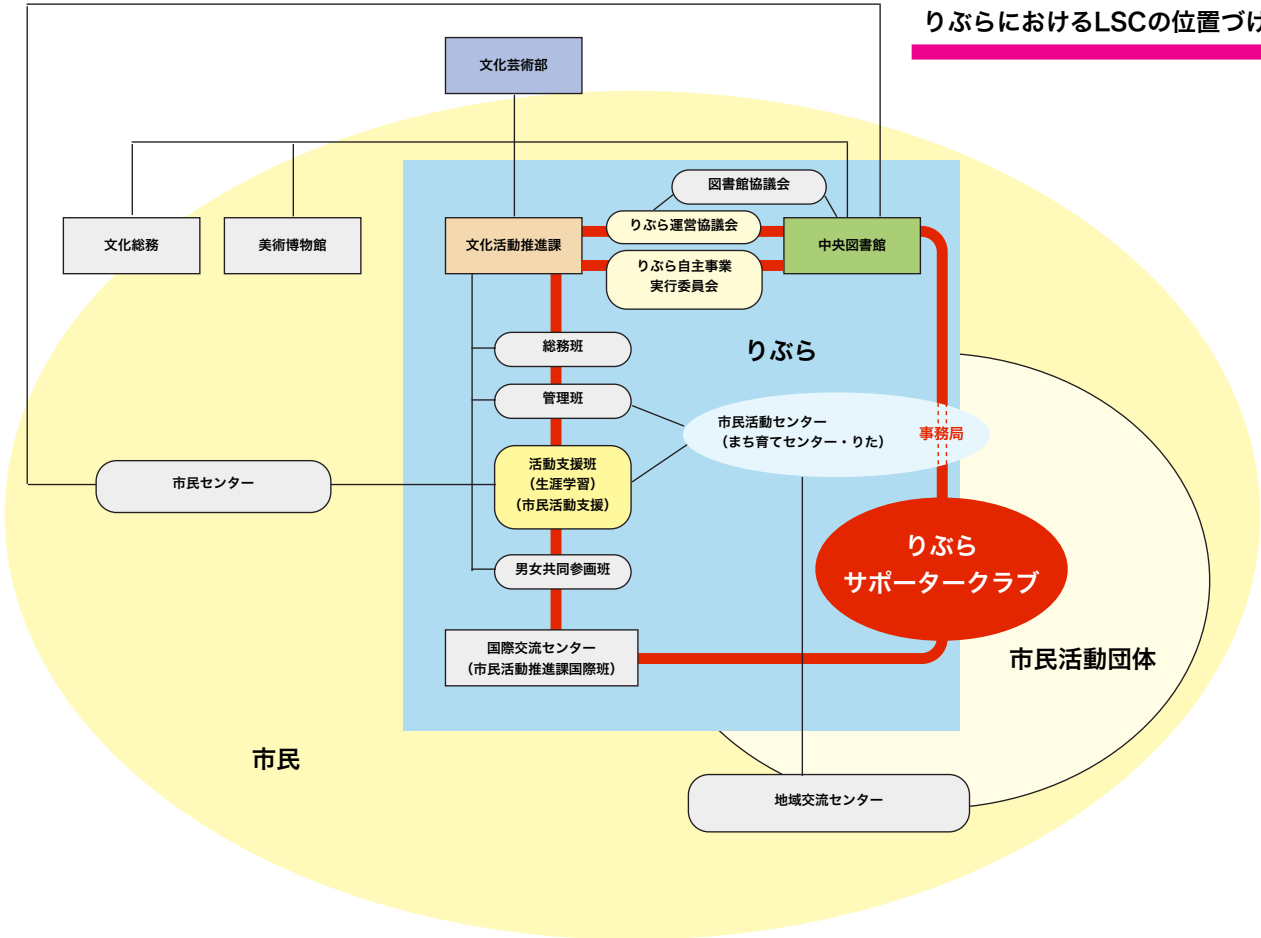 りぶらにおけるLSCの位置づけ
文化芸術部
図書館協議会
文化総務
美術博物館
文化活動推進課
りぶら運営協議会
中央図書館
りぶら自主事業
実行委員会
総務班
りぶら
管理班
市民活動センター
（まち育てセンター・りた）
事務局
市民センター
活動支援班
（生涯学習）
（市民活動支援）
りぶら
サポータークラブ
男女共同参画班
国際交流センター
（市民活動推進課国際班）
市民活動団体
市民
地域交流センター